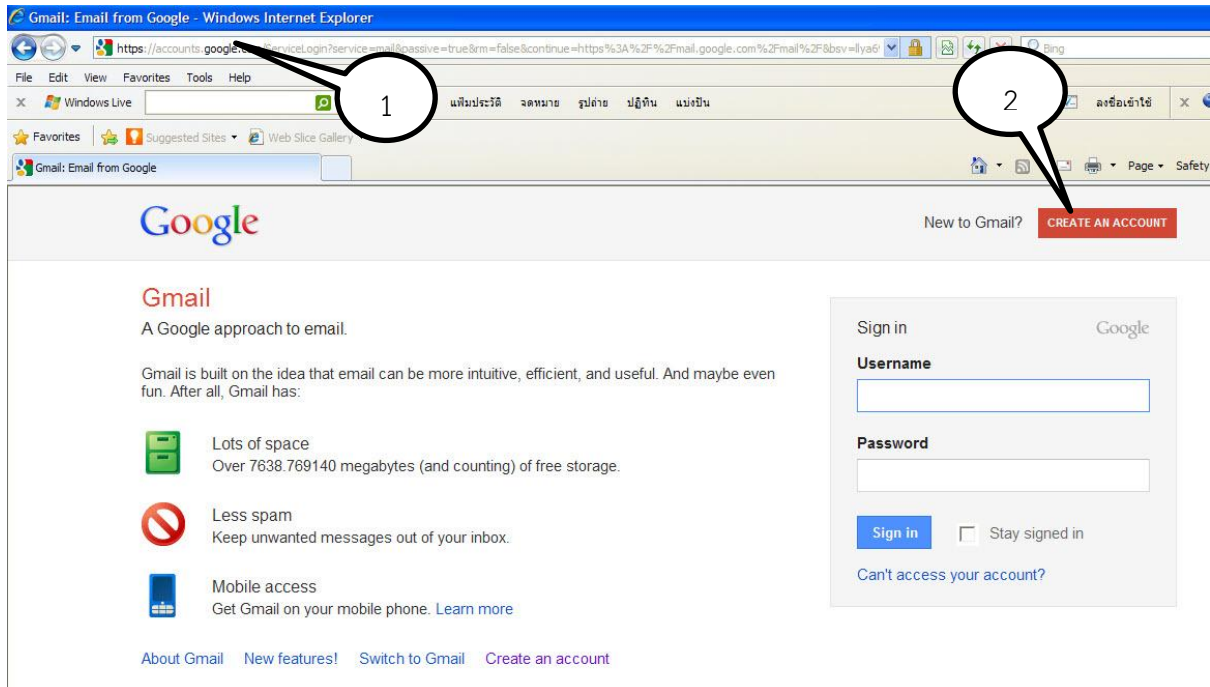 Gmail: Email from Google - Windows Internet Explorer
https://accounts.google.com/ServiceLogin?service=mail&passive=true&rm=false&continue=https%3A%2F%2Fmail.google.com%2Fmail%2F&bsv=llya6 Bing
File Edit View Favorites Tools Help
X Windows Live แฟ้มประวัติ จดหมาย รูปถ่าย ปฏิทิน แบ่งปัน ลงชื่อเข้าใช้ X
1
2
Favorites Suggested Sites Web Slice Gallery
Gmail: Email from Google Page Safety
Google New to Gmail? CREATE AN ACCOUNT
Gmail
A Google approach to email.
Gmail is built on the idea that email can be more intuitive, efficient, and useful. And maybe even
fun. After all, Gmail has:
Lots of space
Over 7638.769140 megabytes (and counting) of free storage.
Less spam
Keep unwanted messages out of your inbox.
Mobile access
Get Gmail on your mobile phone. Learn more
About Gmail New features! Switch to Gmail Create an account
Sign in Google
Username
Password
Sign in Stay signed in
Can't access your account?